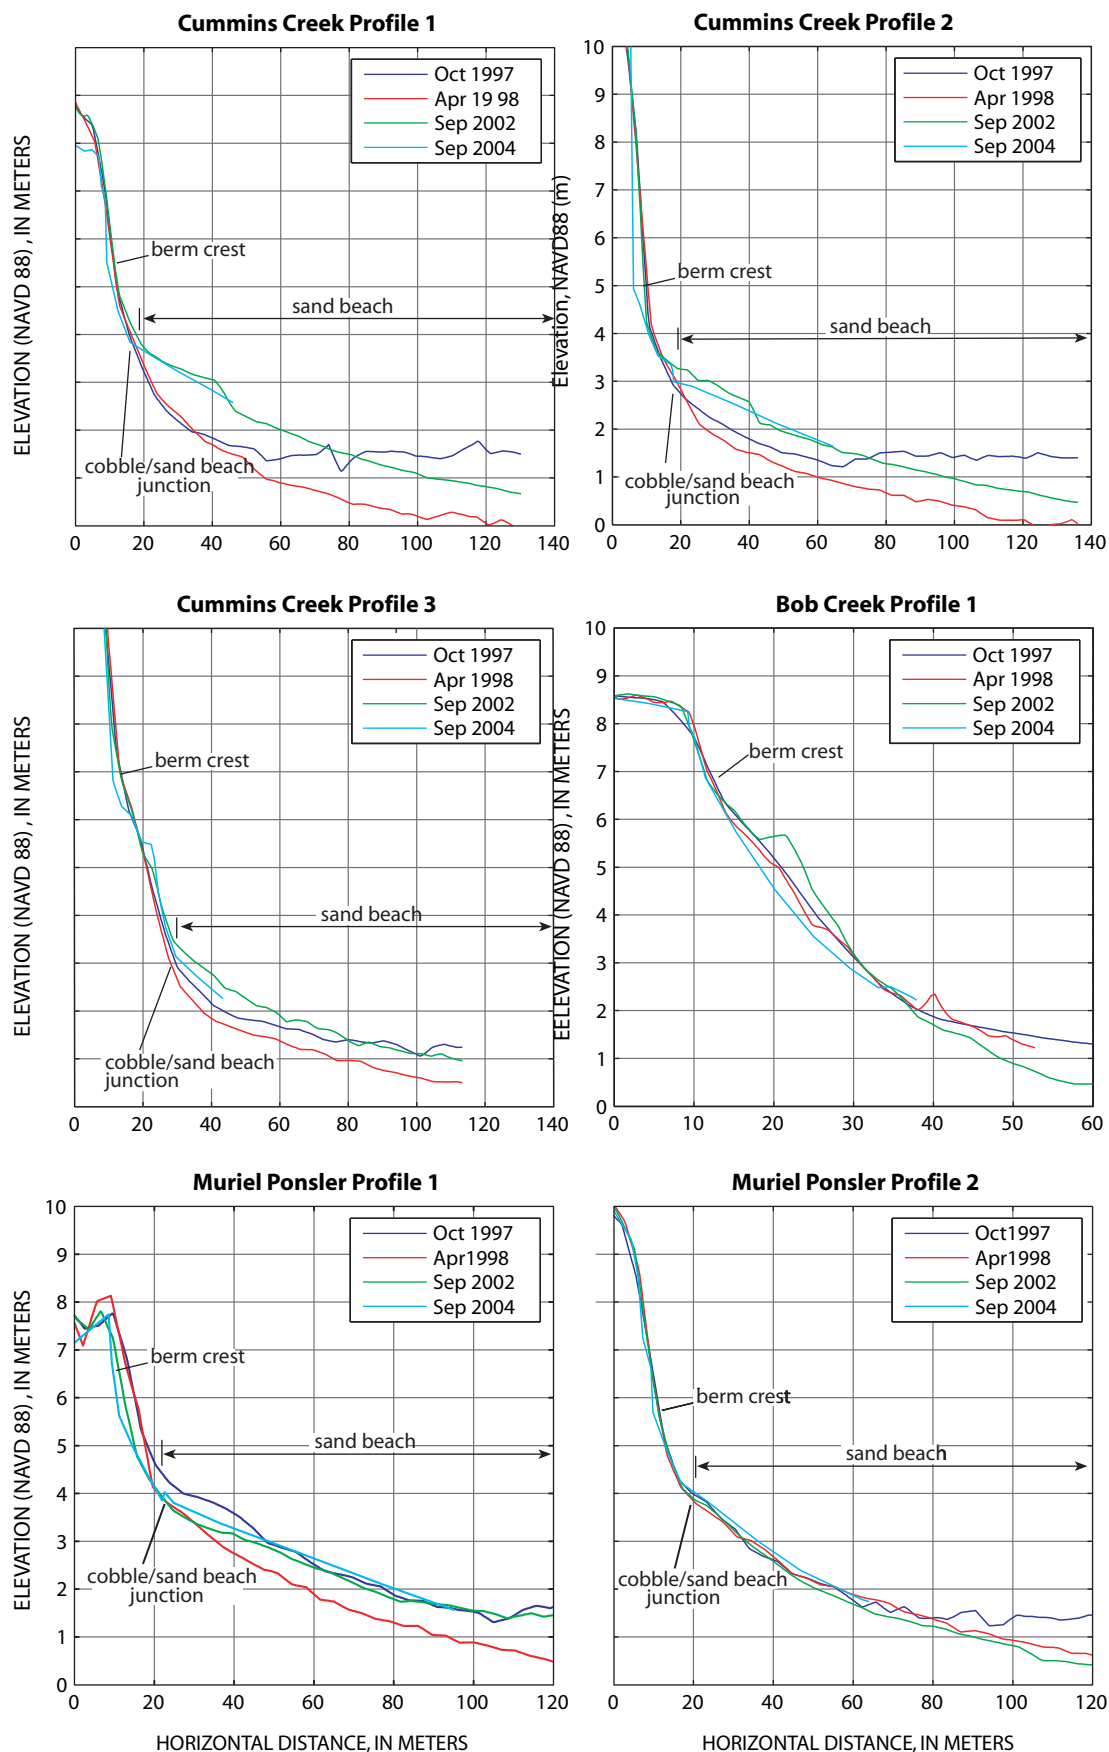 Cummins Creek Profile 1
Oct 1997
Apr 19 98
Sep 2002
Sep 2004
berm crest
sand beach
cobble/sand beach
junction
ELEVATION (NAVD 88) , IN METERS
0 20 40 60 80 100 120 140
Cummins Creek Profile 2
10
9
8
7
6
5
4
3
2
1
0
Oct 1997
Apr 1998
Sep 2002
Sep 2004
berm crest
sand beach
cobble/sand beach
junction
Elevation, NAVD88 (m)
0 20 40 60 80 100 120 140
Cummins Creek Profile 3
Oct 1997
Apr 1998
Sep 2002
Sep 2004
berm crest
sand beach
cobble/sand beach
junction
ELEVATION (NAVD 88) , IN METERS
0 20 40 60 80 100 120 140
Bob Creek Profile 1
10
9
8
7
6
5
4
3
2
1
0
Oct 1997
Apr 1998
Sep 2002
Sep 2004
berm crest
EELEVATION (NAVD 88) , IN METERS
0 10 20 30 40 50 60
Muriel Ponsler Profile 1
10
9
8
7
6
5
4
3
2
1
0
Oct 1997
Apr1998
Sep 2002
Sep 2004
berm crest
sand beach
cobble/sand beach
junction
ELEVATION (NAVD 88) , IN METERS
0 20 40 60 80 100 120
HORIZONTAL DISTANCE, IN METERS
Muriel Ponsler Profile 2
Oct1997
Apr1998
Sep 2002
Sep 2004
berm crest
sand beach
cobble/sand beach
junction
0 20 40 60 80 100 120
HORIZONTAL DISTANCE, IN METERS